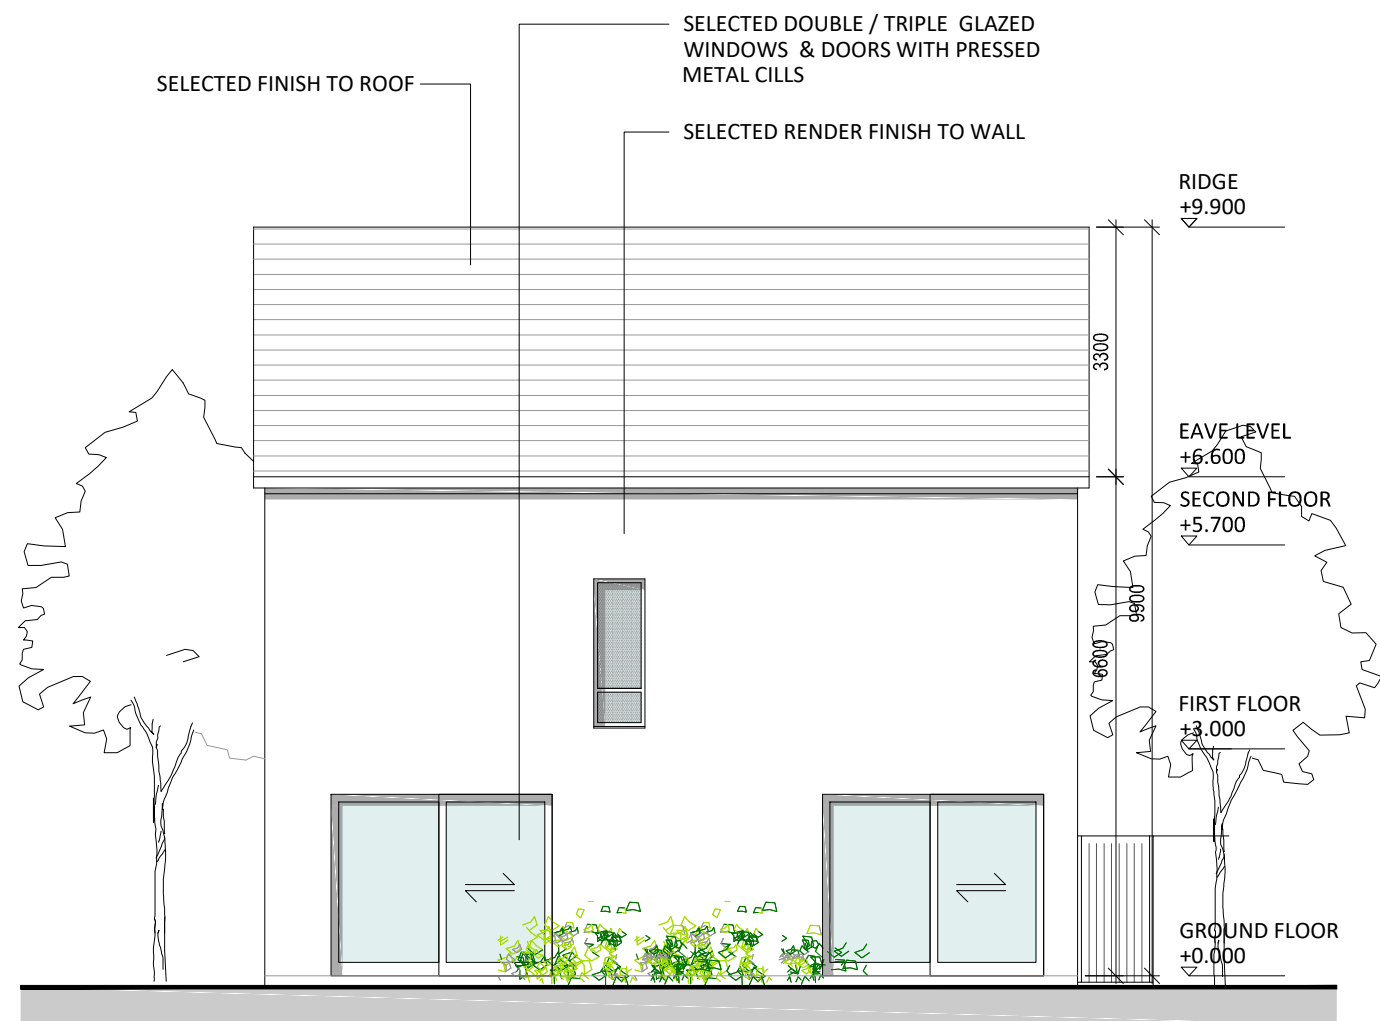 SELECTED DOUBLE / TRIPLE GLAZED
WINDOWS & DOORS WITH PRESSED
METAL CILLS
SELECTED FINISH TO ROOF
SELECTED RENDER FINISH TO WALL
RIDGE
+9.900
3300
EAVE LEVEL
+6.600
SECOND FLOOR
+5.700
9900
6600
FIRST FLOOR
+3.000
GROUND FLOOR
+0.000